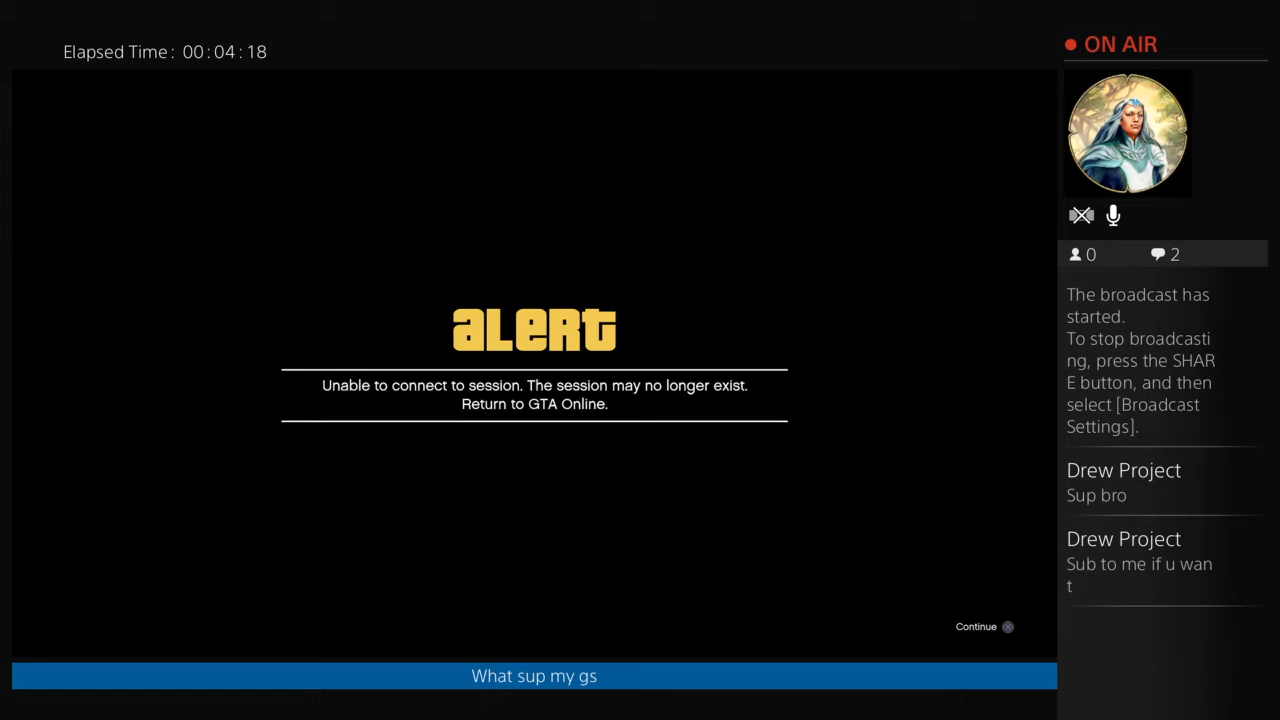 Elapsed Time: 00:04:18
ON AIR
0 2
The broadcast has
started.
To stop broadcasti
ng, press the SHAR
E button, and then
select [Broadcast
Settings].
Drew Project
Sup bro
Drew Project
Sub to me if u wan
t
aLeRt
Unable to connect to session. The session may no longer exist.
Return to GTA Online.
Continue
What sup my gs